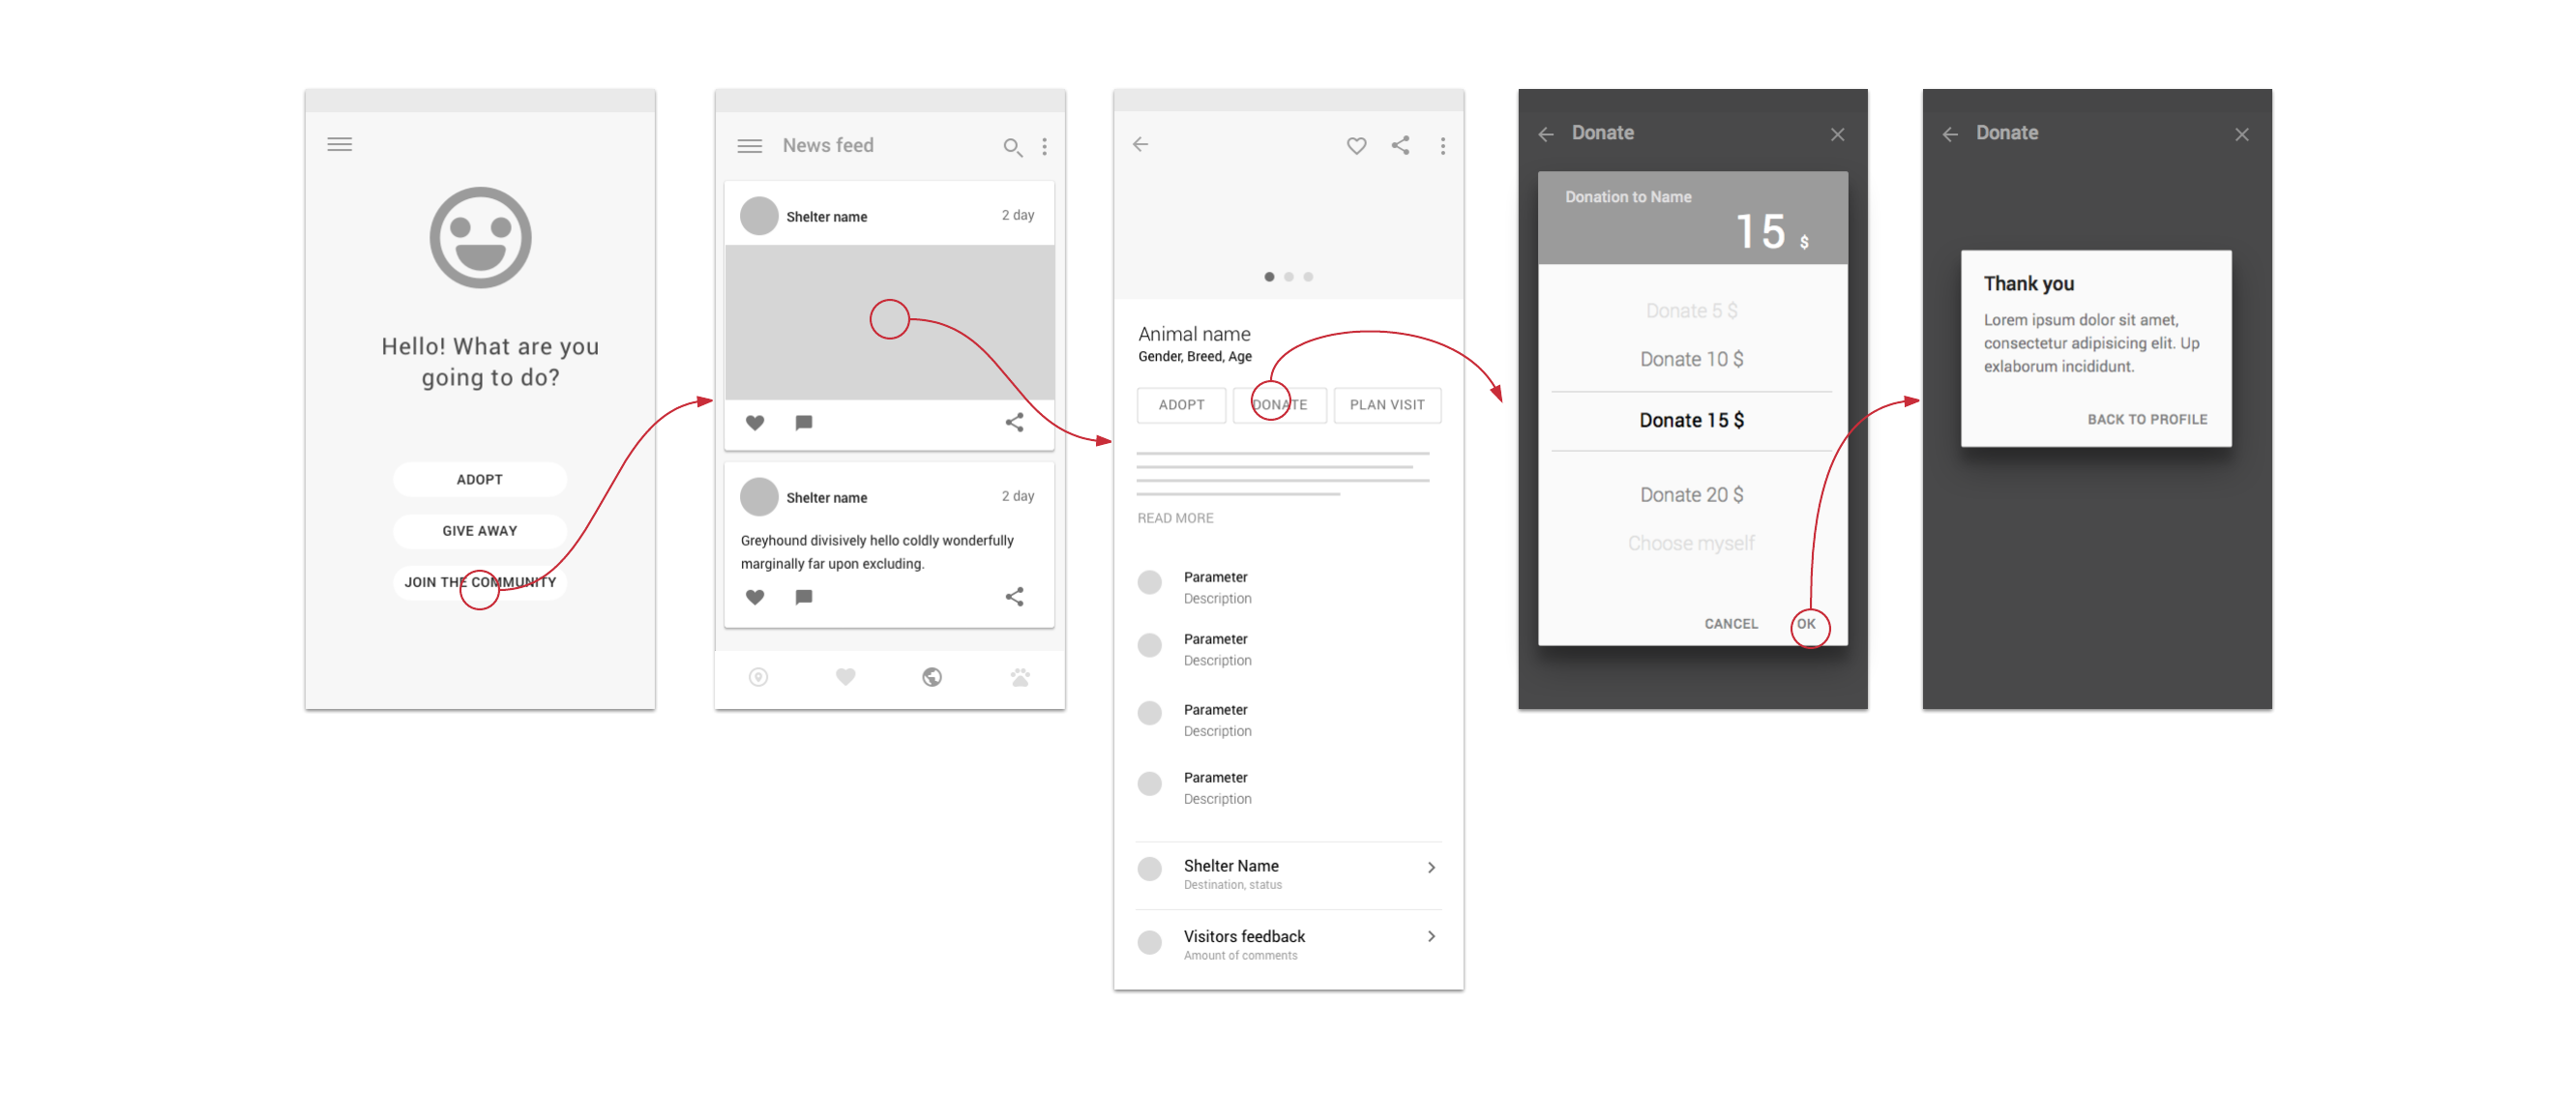 Hello! What are you
going to do?
ADOPT
GIVE AWAY
JOIN THE COMMUNITY
News feed
Shelter name
2 day
Shelter name
2 day
Greyhound divisively hello coldly wonderfully
marginally far upon excluding.
Animal name
Gender, Breed, Age
ADOPT
DONATE
PLAN VISIT
READ MORE
Parameter
Description
Parameter
Description
Parameter
Description
Parameter
Description
Shelter Name
Destination, status
Visitors feedback
Amount of comments
Donate
Donation to Name
15 $
Donate 5 $
Donate 10 $
Donate 15 $
Donate 20 $
Choose myself
CANCEL
OK
Donate
Thank you
Lorem ipsum dolor sit amet,
consectetur adipisicing elit. Up
exlaborum incididunt.
BACK TO PROFILE